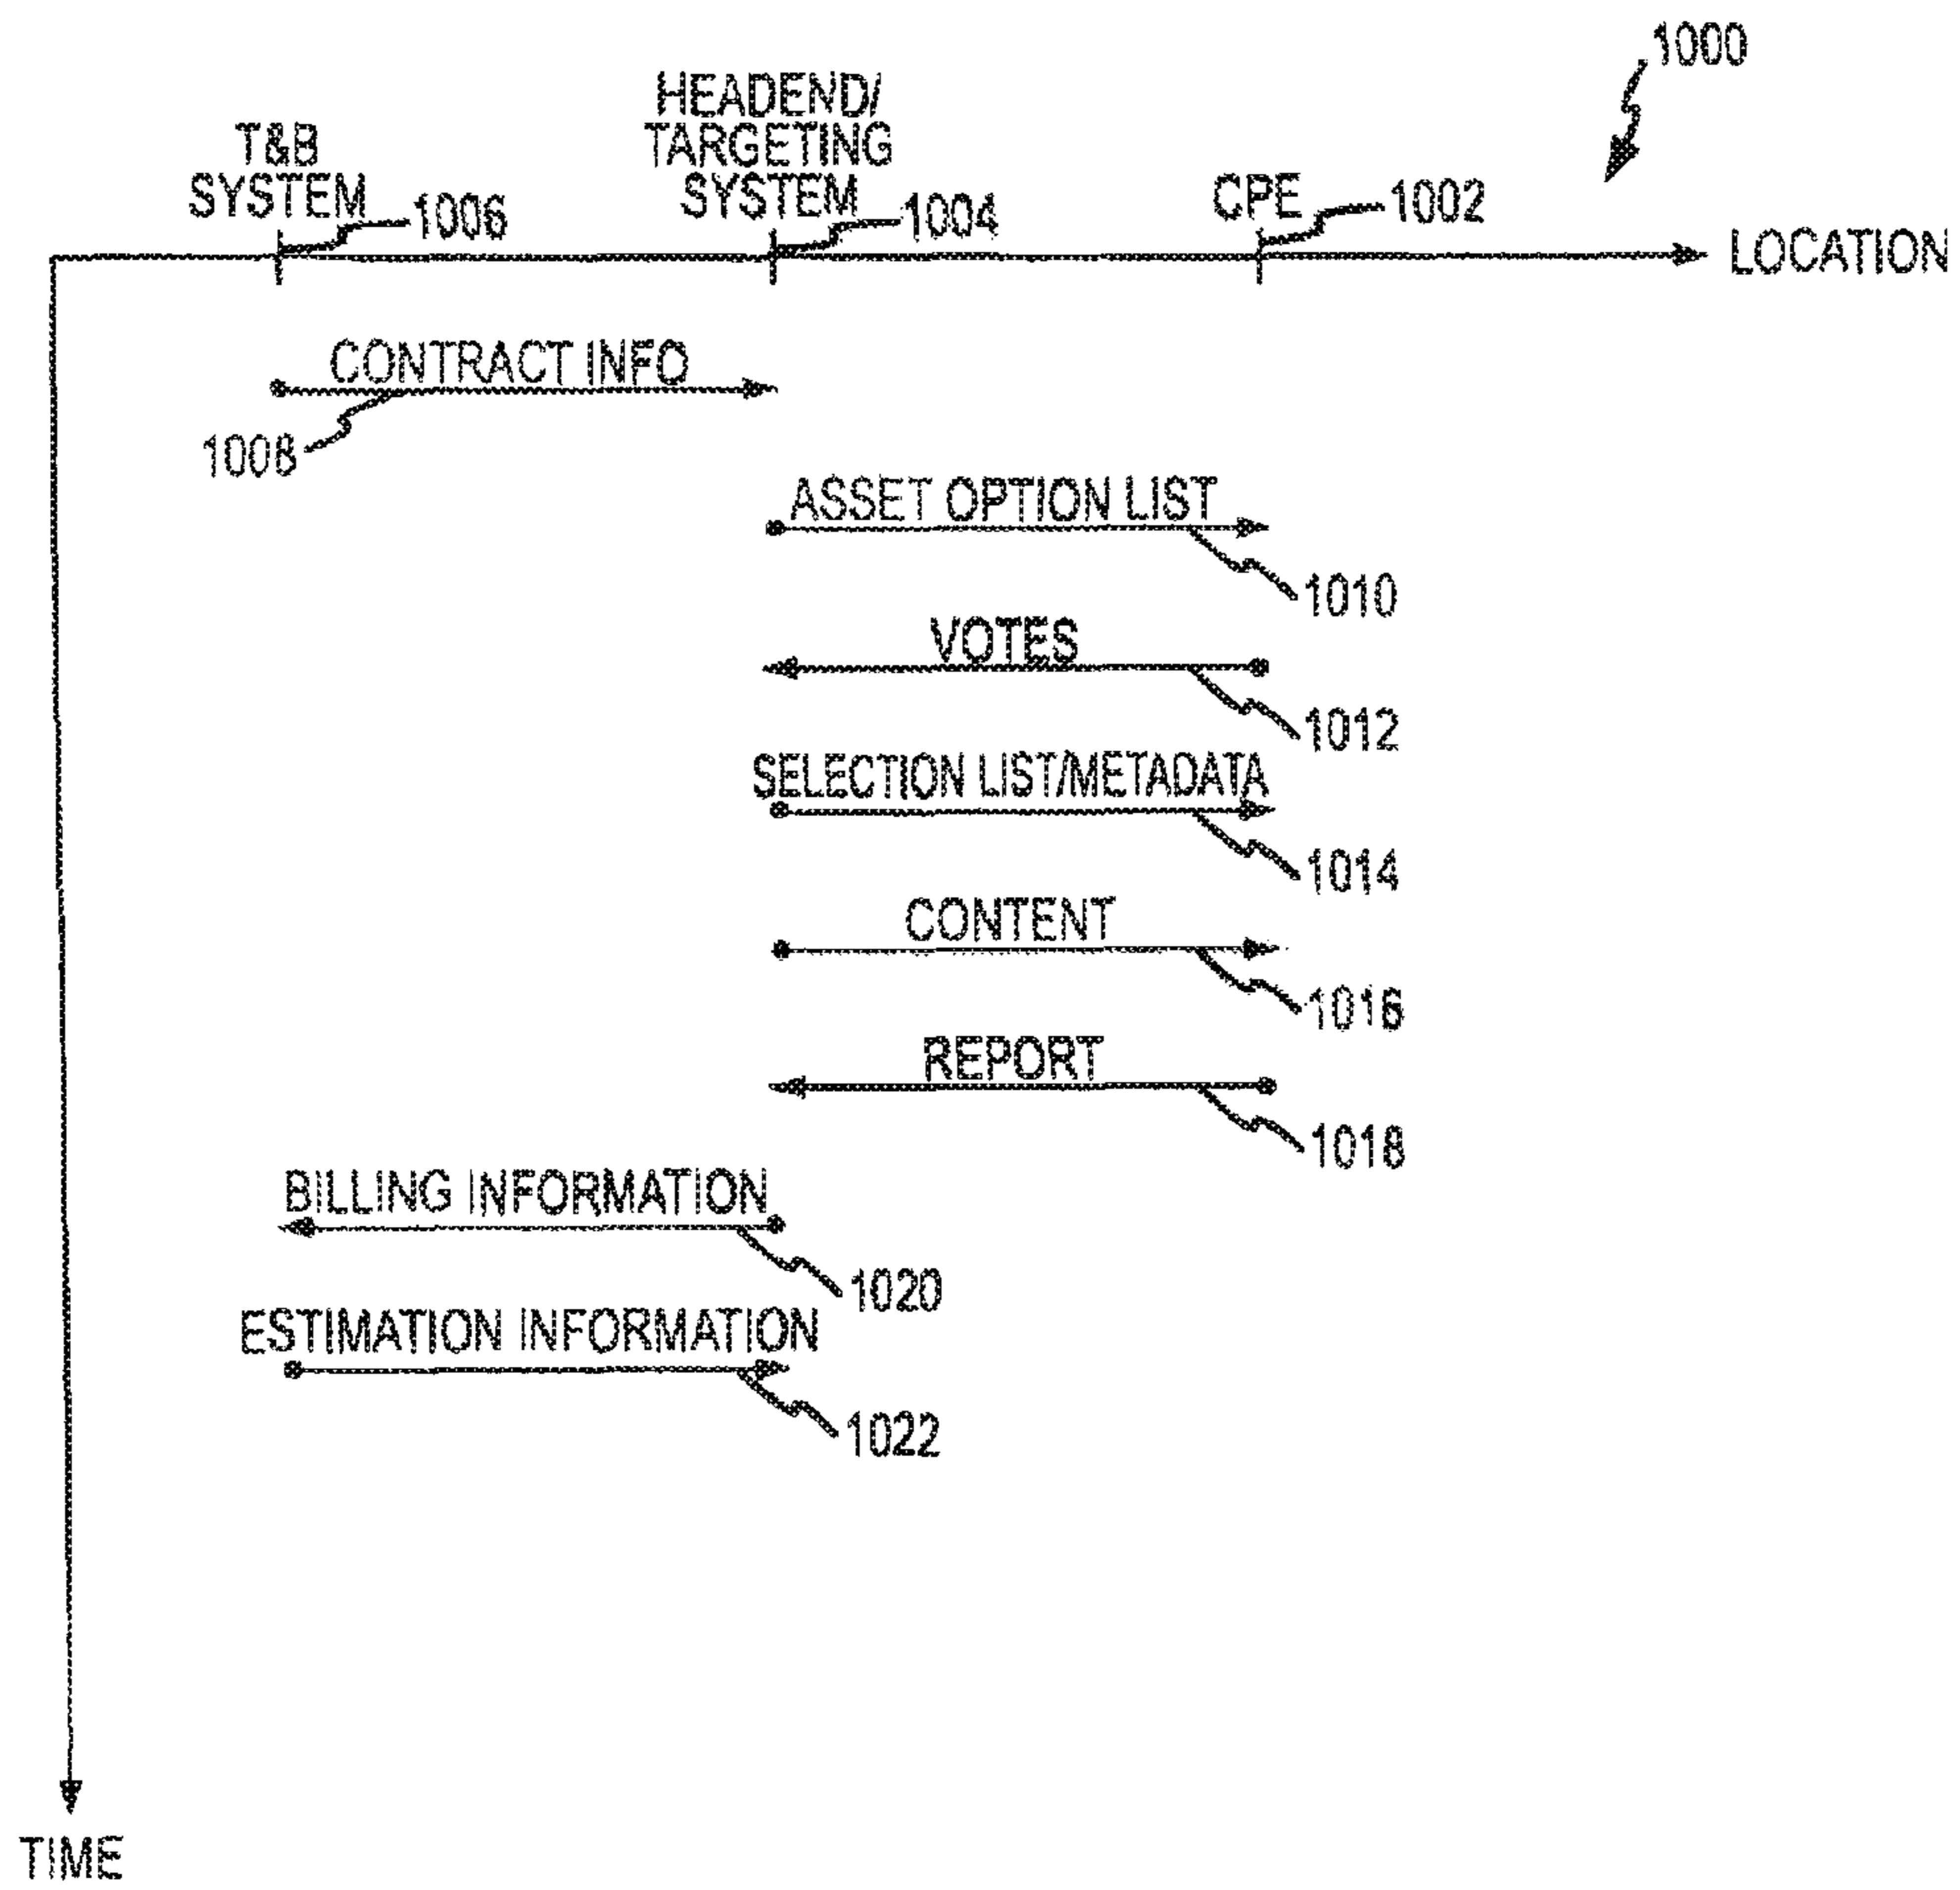 1000
HEADEND/
TARGETING
SYSTEM
T&B
SYSTEM
CPE
1006
1004
1002
LOCATION
CONTRACT INFO
1008
ASSET OPTION LIST
1010
VOTES
1012
SELECTION LIST/METADATA
1014
CONTENT
1016
REPORT
1018
BILLING INFORMATION
1020
ESTIMATION INFORMATION
1022
TIME